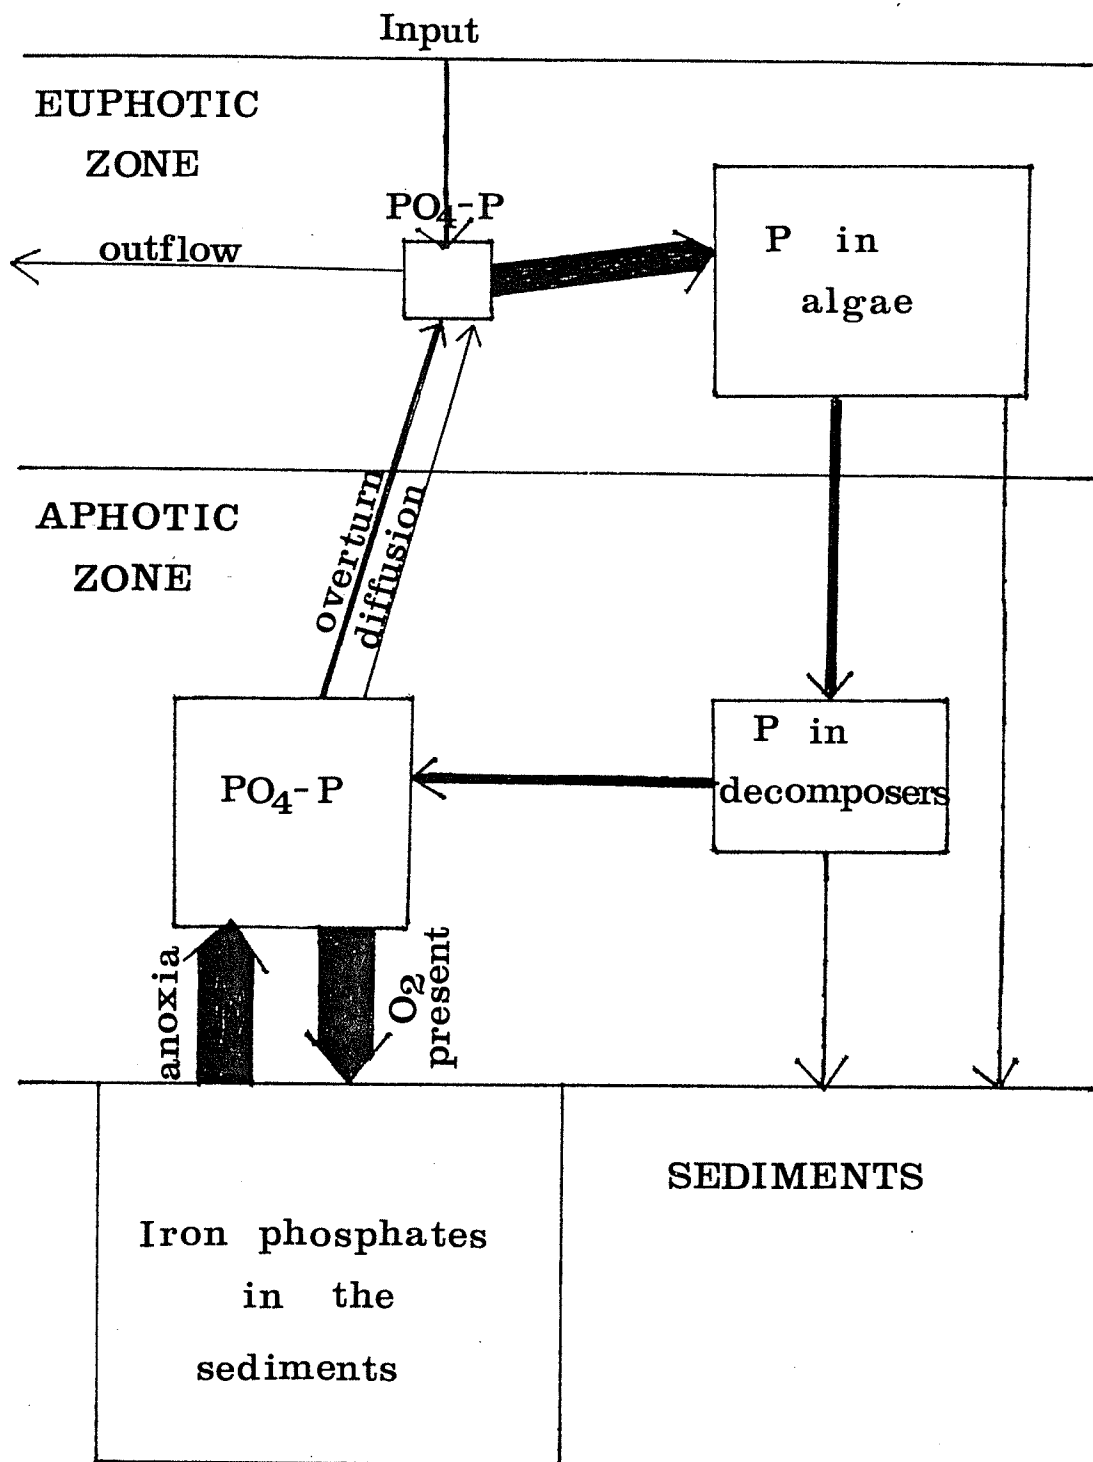 Input
EUPHOTIC
ZONE
PO4-P
outflow
P in
algae
APHOTIC
ZONE
overturn
diffusion
PO4-P
P in
decomposers
anoxia
O2
present
SEDIMENTS
Iron phosphates
in the
sediments